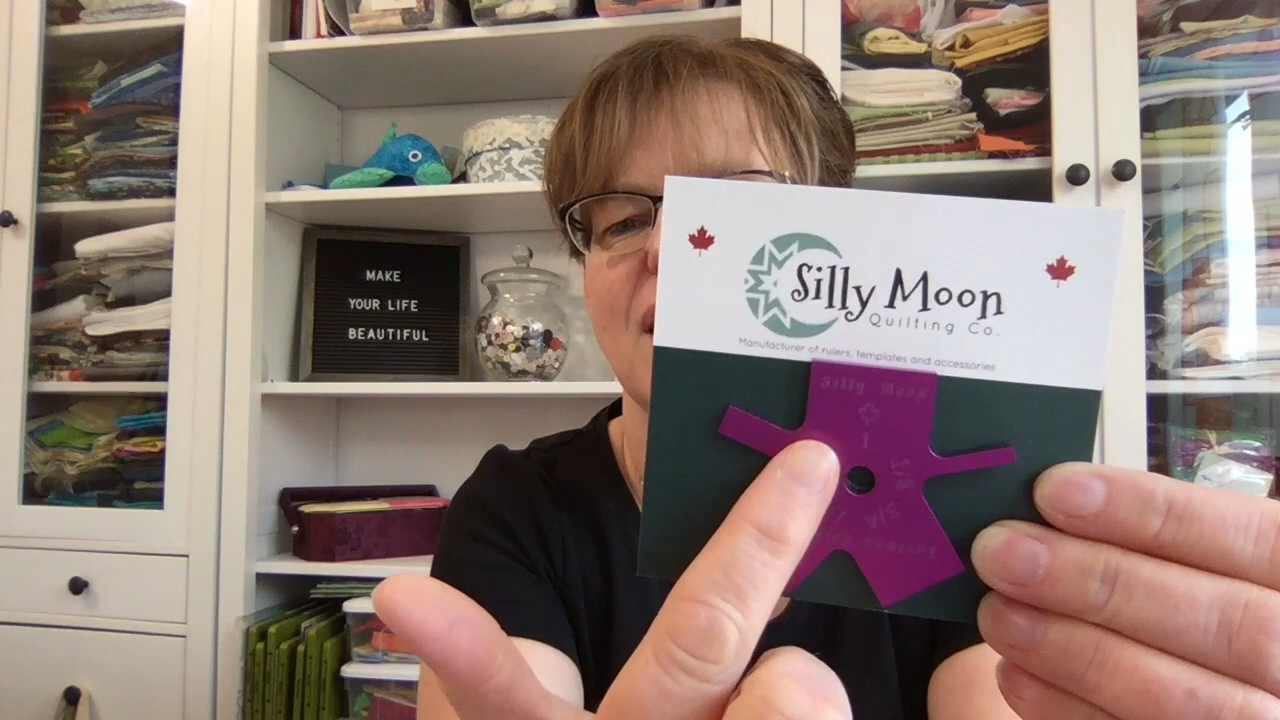 MAKE
YOUR LIFE
BEAUTIFUL
Silly Moon
Quilting Co.
Manufacturer of rulers, templates and accessories
Silly Moon
1
1/4
3/4